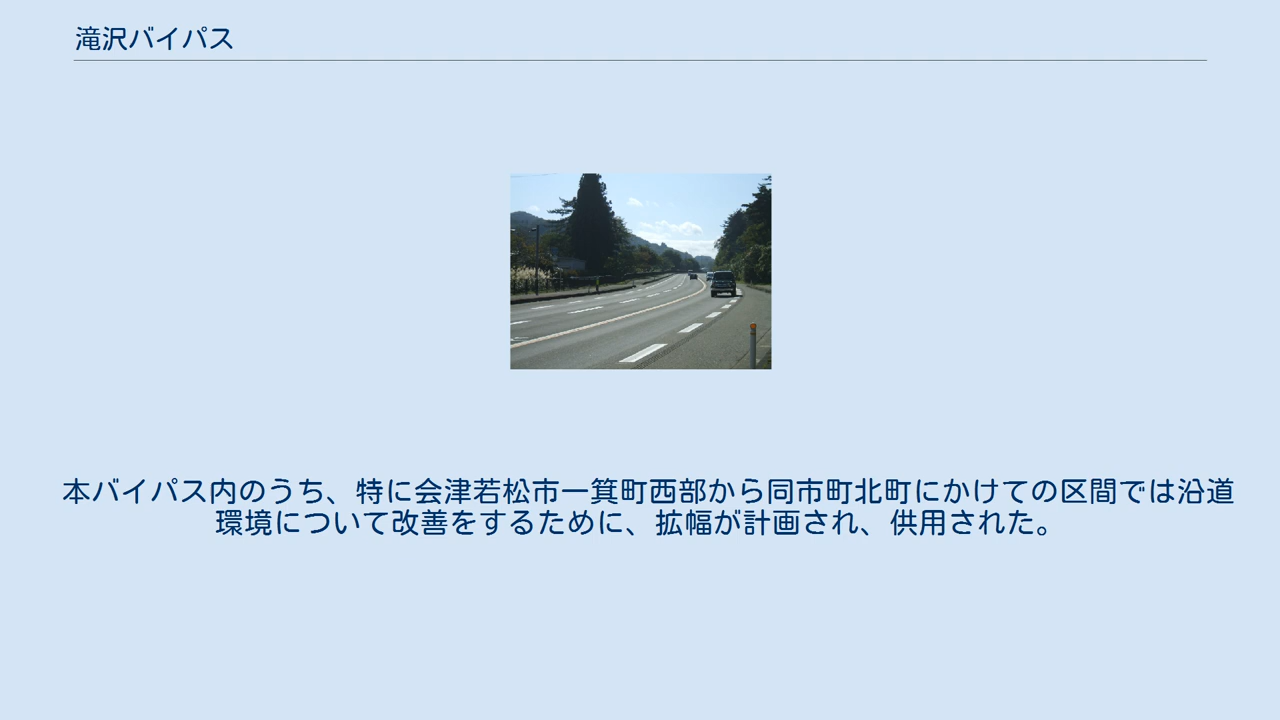 滝沢バイパス
本バイパス内のうち、特に会津若松市一箕町西部から同市町北町にかけての区間では沿道
環境について改善をするために、拡幅が計画され、供用された。